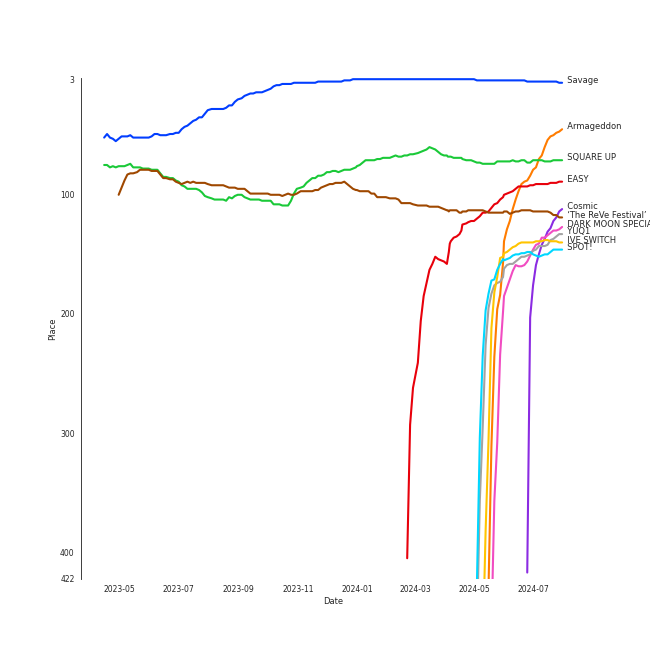 3
100
200
300
400
422
Place
2023-05
2023-07
2023-09
2023-11
2024-01
2024-03
2024-05
2024-07
Date
Savage
Armageddon
SQUARE UP
EASY
Cosmic
'The ReVe Festival'
DARK MOON SPECIA
YUQ1
IVE SWITCH
SPOT!